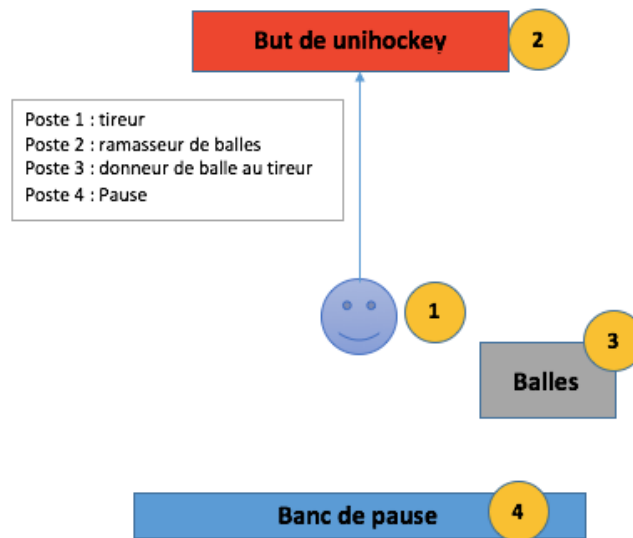 But de unihockey
2
Poste 1 : tireur
Poste 2 : ramasseur de balles
Poste 3 : donneur de balle au tireur
Poste 4 : Pause
1
3
Balles
Banc de pause
4